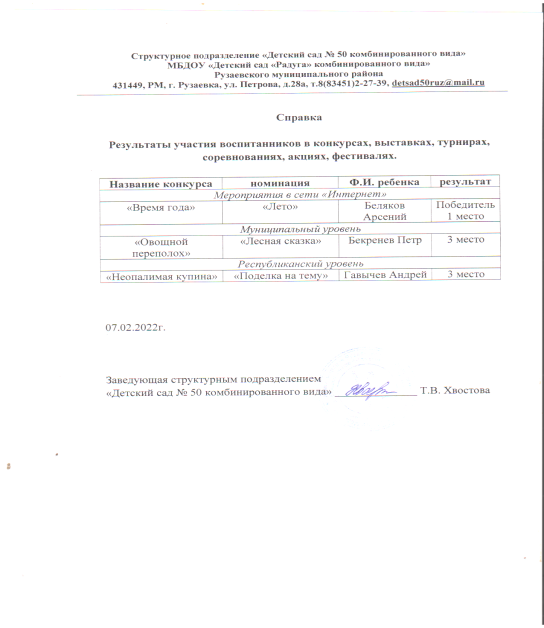 Структурное подразделение «Детский сад № 50 комбинированного вида»
МБДОУ «Детский сад «Радуга» комбинированного вида»
Рузаевского муниципального района
431449, РМ, г. Рузаевка, ул. Петрова, д.28а, т.8(83451)2-27-39, detsad50ruz@mail.ru
Справка
Результаты участия воспитанников в конкурсах, выставках, турнирах,
соревнованиях, акциях, фестивалях.
Название конкурса номинация Ф.И. ребенка результат
Мероприятия в сети «Интернет»
«Время года» «Лето» Беляков Победитель
Арсений 1 место
Муниципальный уровень
«Овощной «Лесная сказка» Бекренев Петр 3 место
переполох»
Республиканский уровень
«Неопалимая купина» «Поделка на тему» Гавычев Андрей 3 место
07.02.2022г.
Заведующая структурным подразделением
«Детский сад № 50 комбинированного вида» Т.В. Хвостова